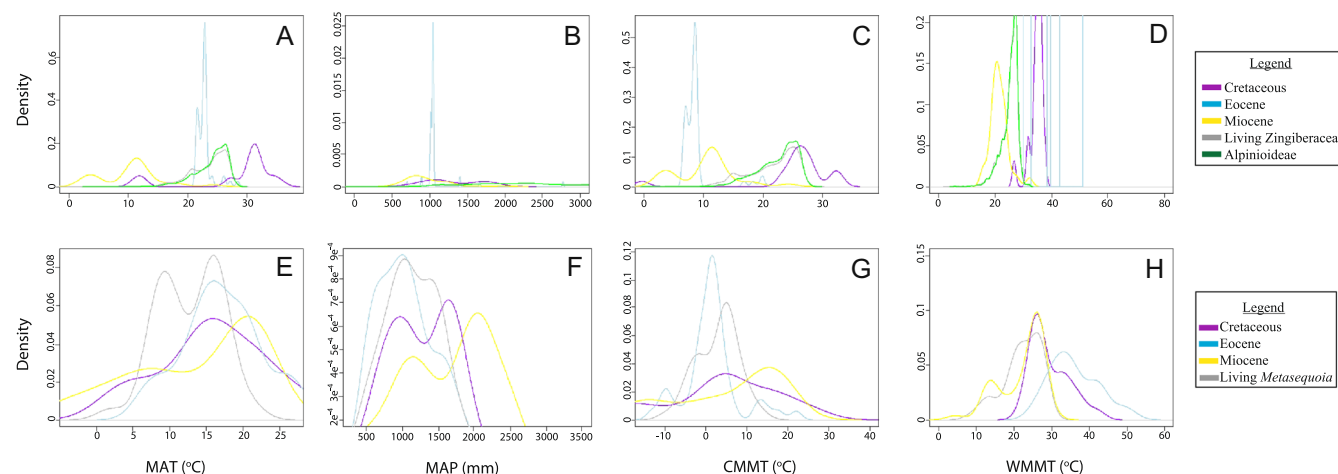 A
B
C
D
Density
0 0.2 0.4 0.6
0 10 20 30
0 0.005 0.010 0.015 0.020 0.025
0 500 1000 1500 2000 2500 3000
0 0.1 0.2 0.3 0.4 0.5
0 10 20 30
0 0.05 0.1 0.15 0.2
0 20 40 60 80
Legend
Cretaceous
Eocene
Miocene
Living Zingiberacea
Alpinioideae
E
F
G
H
Density
0 0.02 0.04 0.06 0.08
0 5 10 15 20 25
2e⁻⁴ 3e⁻⁴ 4e⁻⁴ 5e⁻⁴ 6e⁻⁴ 7e⁻⁴ 8e⁻⁴ 9e⁻⁴
500 1000 1500 2000 2500 3000 3500
0 0.02 0.04 0.06 0.08 0.10 0.12
-10 0 10 20 30 40
0 0.05 0.1 0.15
0 10 20 30 40 50 60
Legend
Cretaceous
Eocene
Miocene
Living Metasequoia
MAT (°C)
MAP (mm)
CMMT (°C)
WMMT (°C)